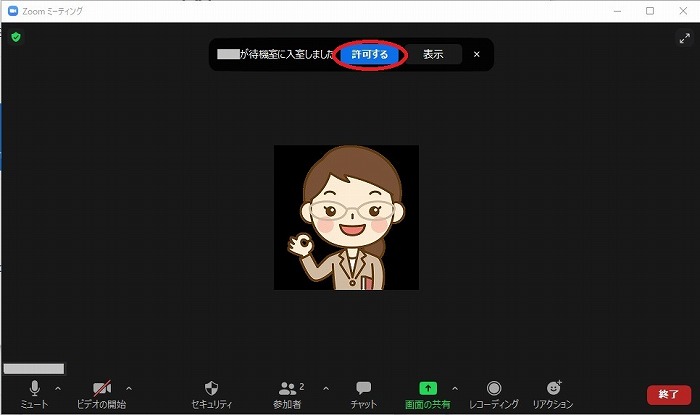 Zoom ミーティング
が待機室に入室しました 許可する 表示
ミュート ビデオの開始 セキュリティ 参加者 2 チャット 画面の共有 レコーディング リアクション 終了